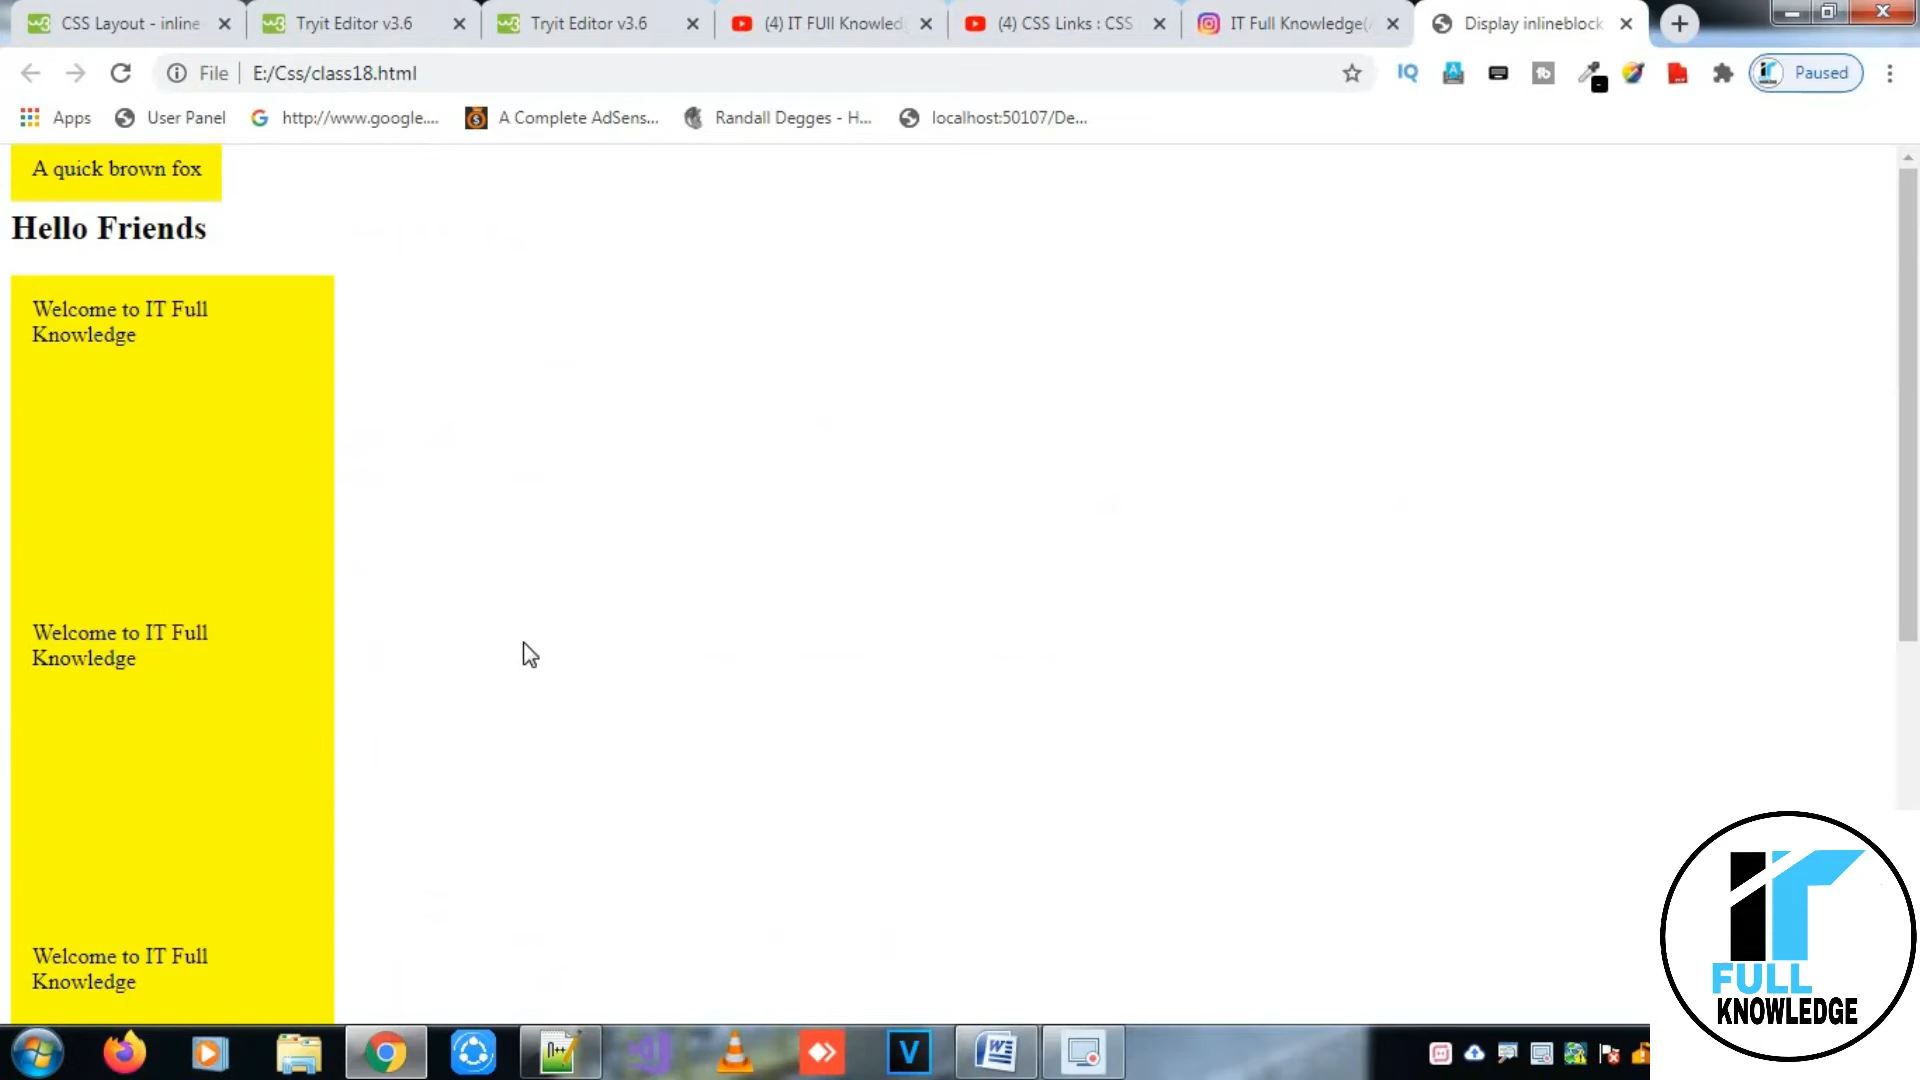 CSS Layout - inline
Tryit Editor v3.6
Tryit Editor v3.6
(4) IT FUll Knowled
(4) CSS Links : CSS
IT Full Knowledge(
Display inlineblock
File
E:/Css/class18.html
IQ
Paused
Apps
User Panel
http://www.google....
A Complete AdSens...
Randall Degges - H...
localhost:50107/De...
A quick brown fox
Hello Friends
Welcome to IT Full
Knowledge
Welcome to IT Full
Knowledge
Welcome to IT Full
Knowledge
IT
FULL
KNOWLEDGE